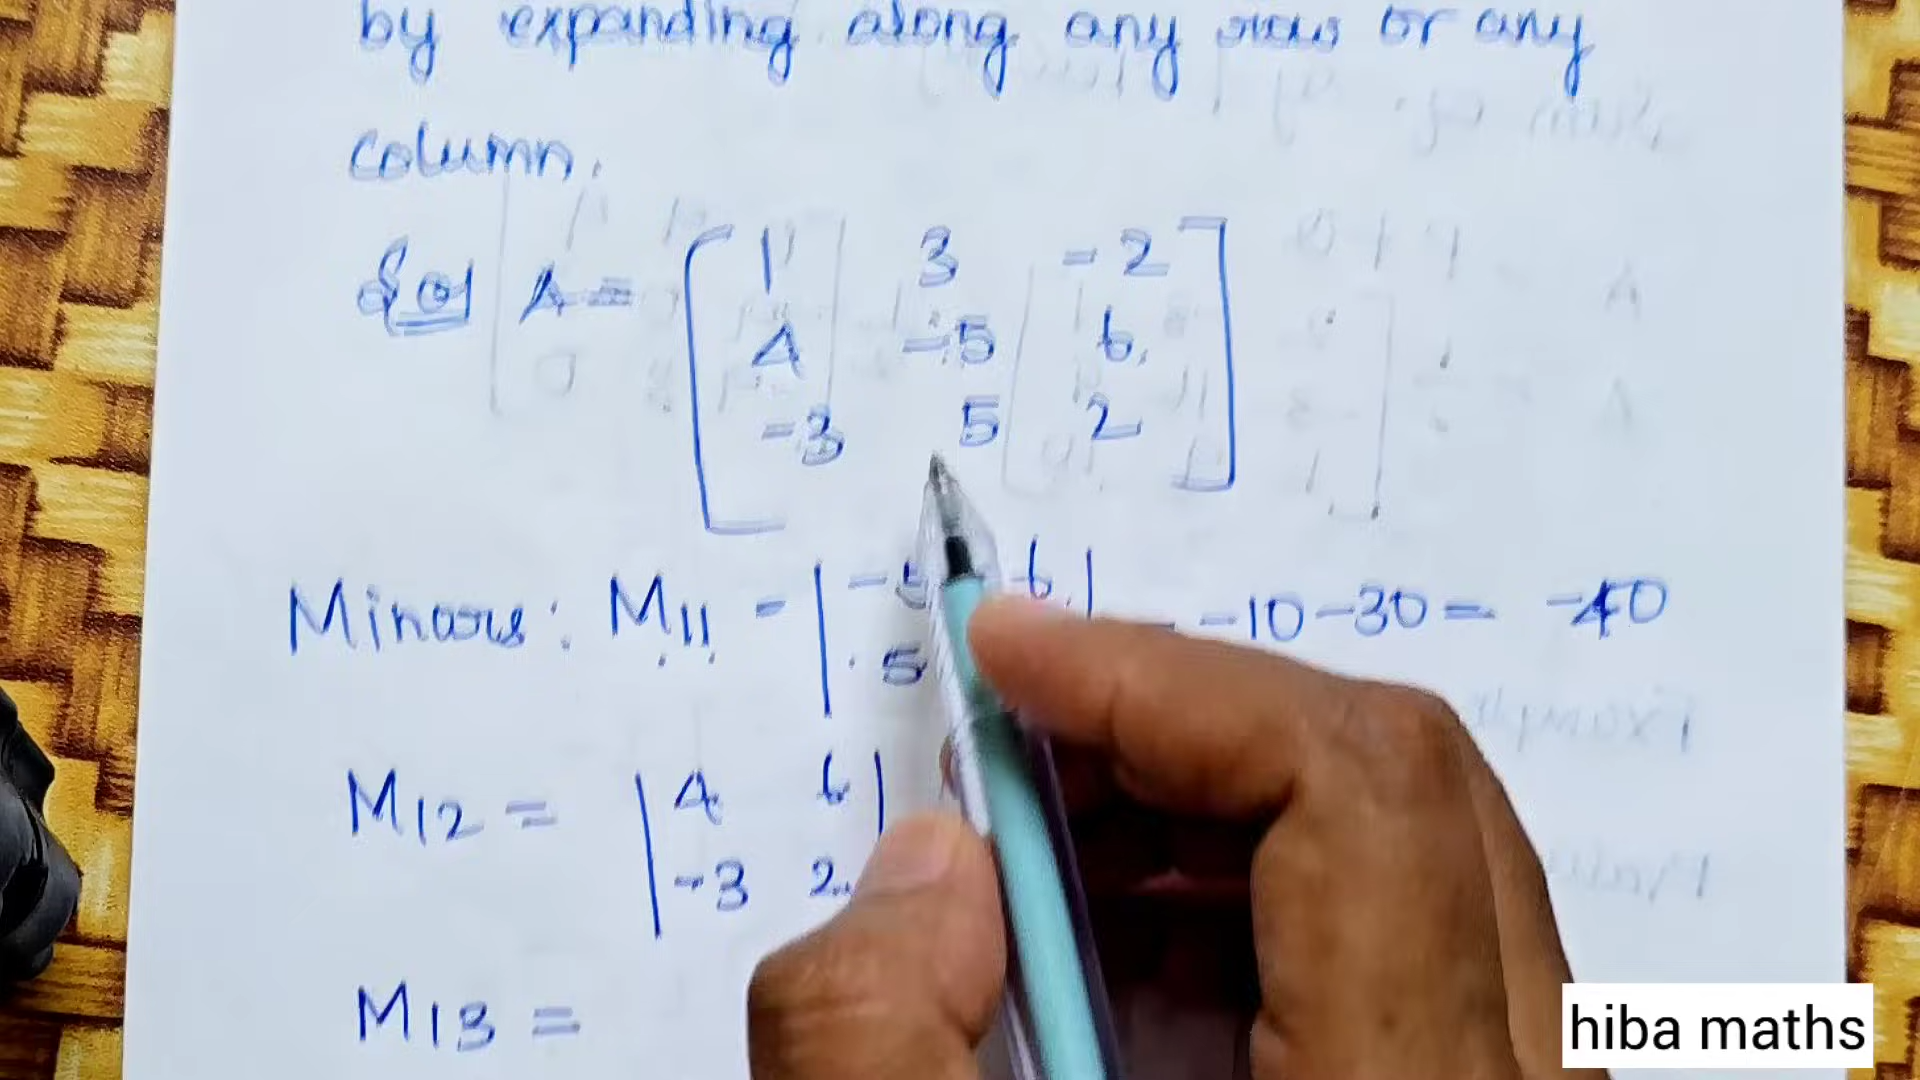 by expanding along any row or any
column.
Sol A = [ 1 3 -2
4 -5 6
-3 5 2 ]
Minors: M11 = | -5 6 | = -10-30 = -40
5
M12 = | 4 6 |
-3 2
M13 =
hiba maths